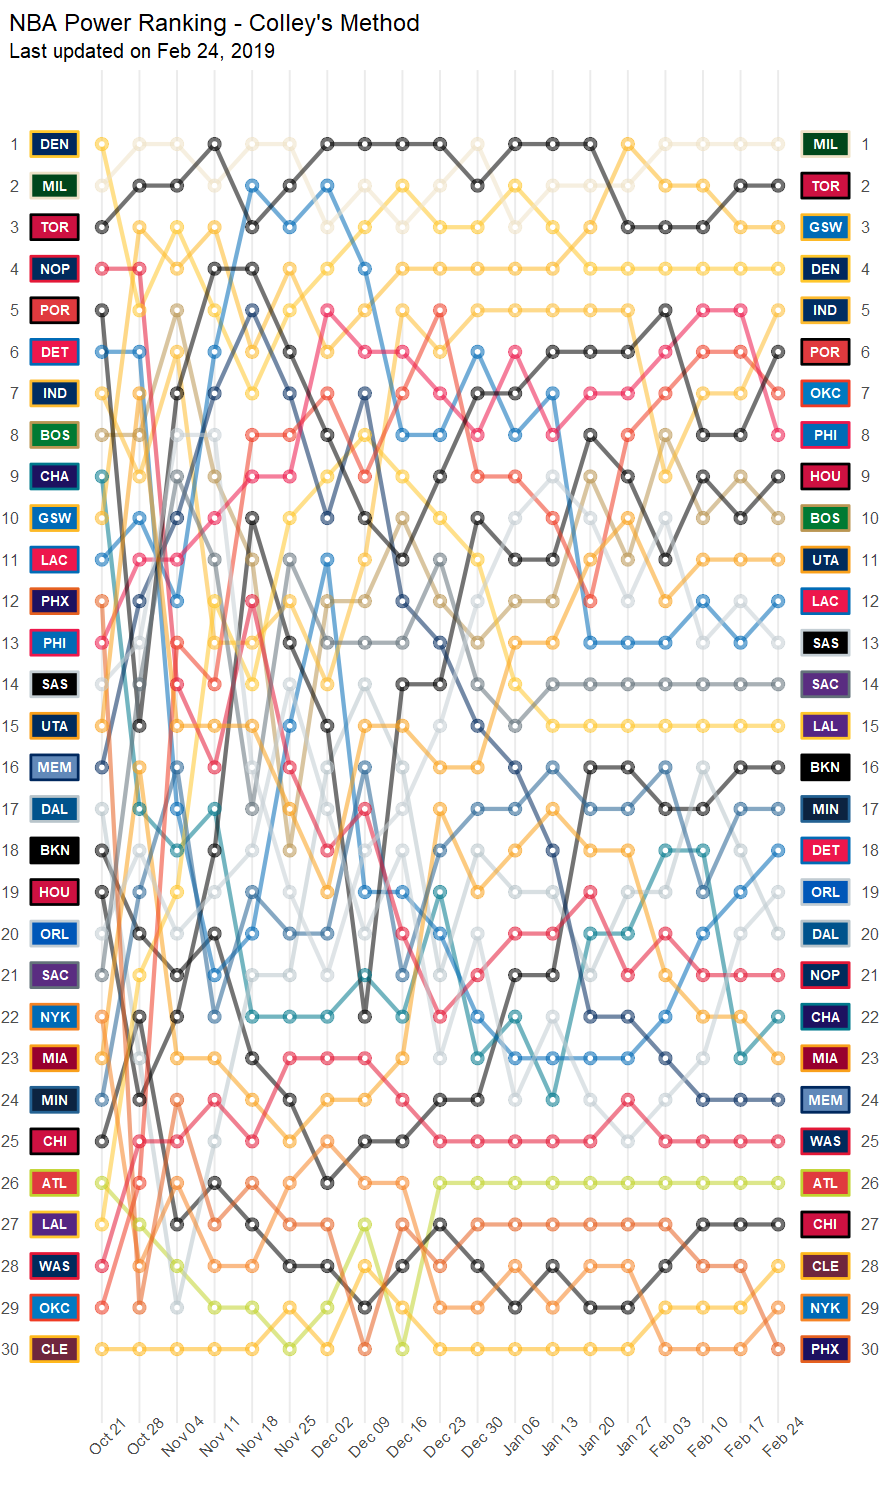 NBA Power Ranking - Colley's Method
Last updated on Feb 24, 2019
1 DEN MIL 1
2 MIL TOR 2
3 TOR GSW 3
4 NOP DEN 4
5 POR IND 5
6 DET POR 6
7 IND OKC 7
8 BOS PHI 8
9 CHA HOU 9
10 GSW BOS 10
11 LAC UTA 11
12 PHX LAC 12
13 PHI SAS 13
14 SAS SAC 14
15 UTA LAL 15
16 MEM BKN 16
17 DAL MIN 17
18 BKN DET 18
19 HOU ORL 19
20 ORL DAL 20
21 SAC NOP 21
22 NYK CHA 22
23 MIA MIA 23
24 MIN MEM 24
25 CHI WAS 25
26 ATL ATL 26
27 LAL CHI 27
28 WAS CLE 28
29 OKC NYK 29
30 CLE PHX 30
Oct 21 Oct 28 Nov 04 Nov 11 Nov 18 Nov 25 Dec 02 Dec 09 Dec 16 Dec 23 Dec 30 Jan 06 Jan 13 Jan 20 Jan 27 Feb 03 Feb 10 Feb 17 Feb 24